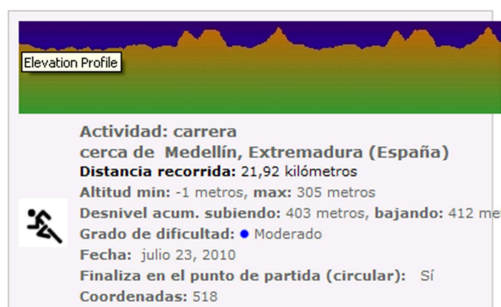 Elevation Profile
Actividad: carrera
cerca de Medellín, Extremadura (España)
Distancia recorrida: 21,92 kilómetros
Altitud min: -1 metros, max: 305 metros
Desnivel acum. subiendo: 403 metros, bajando: 412 me
Grado de dificultad: Moderado
Fecha: julio 23, 2010
Finaliza en el punto de partida (circular): Sí
Coordenadas: 518